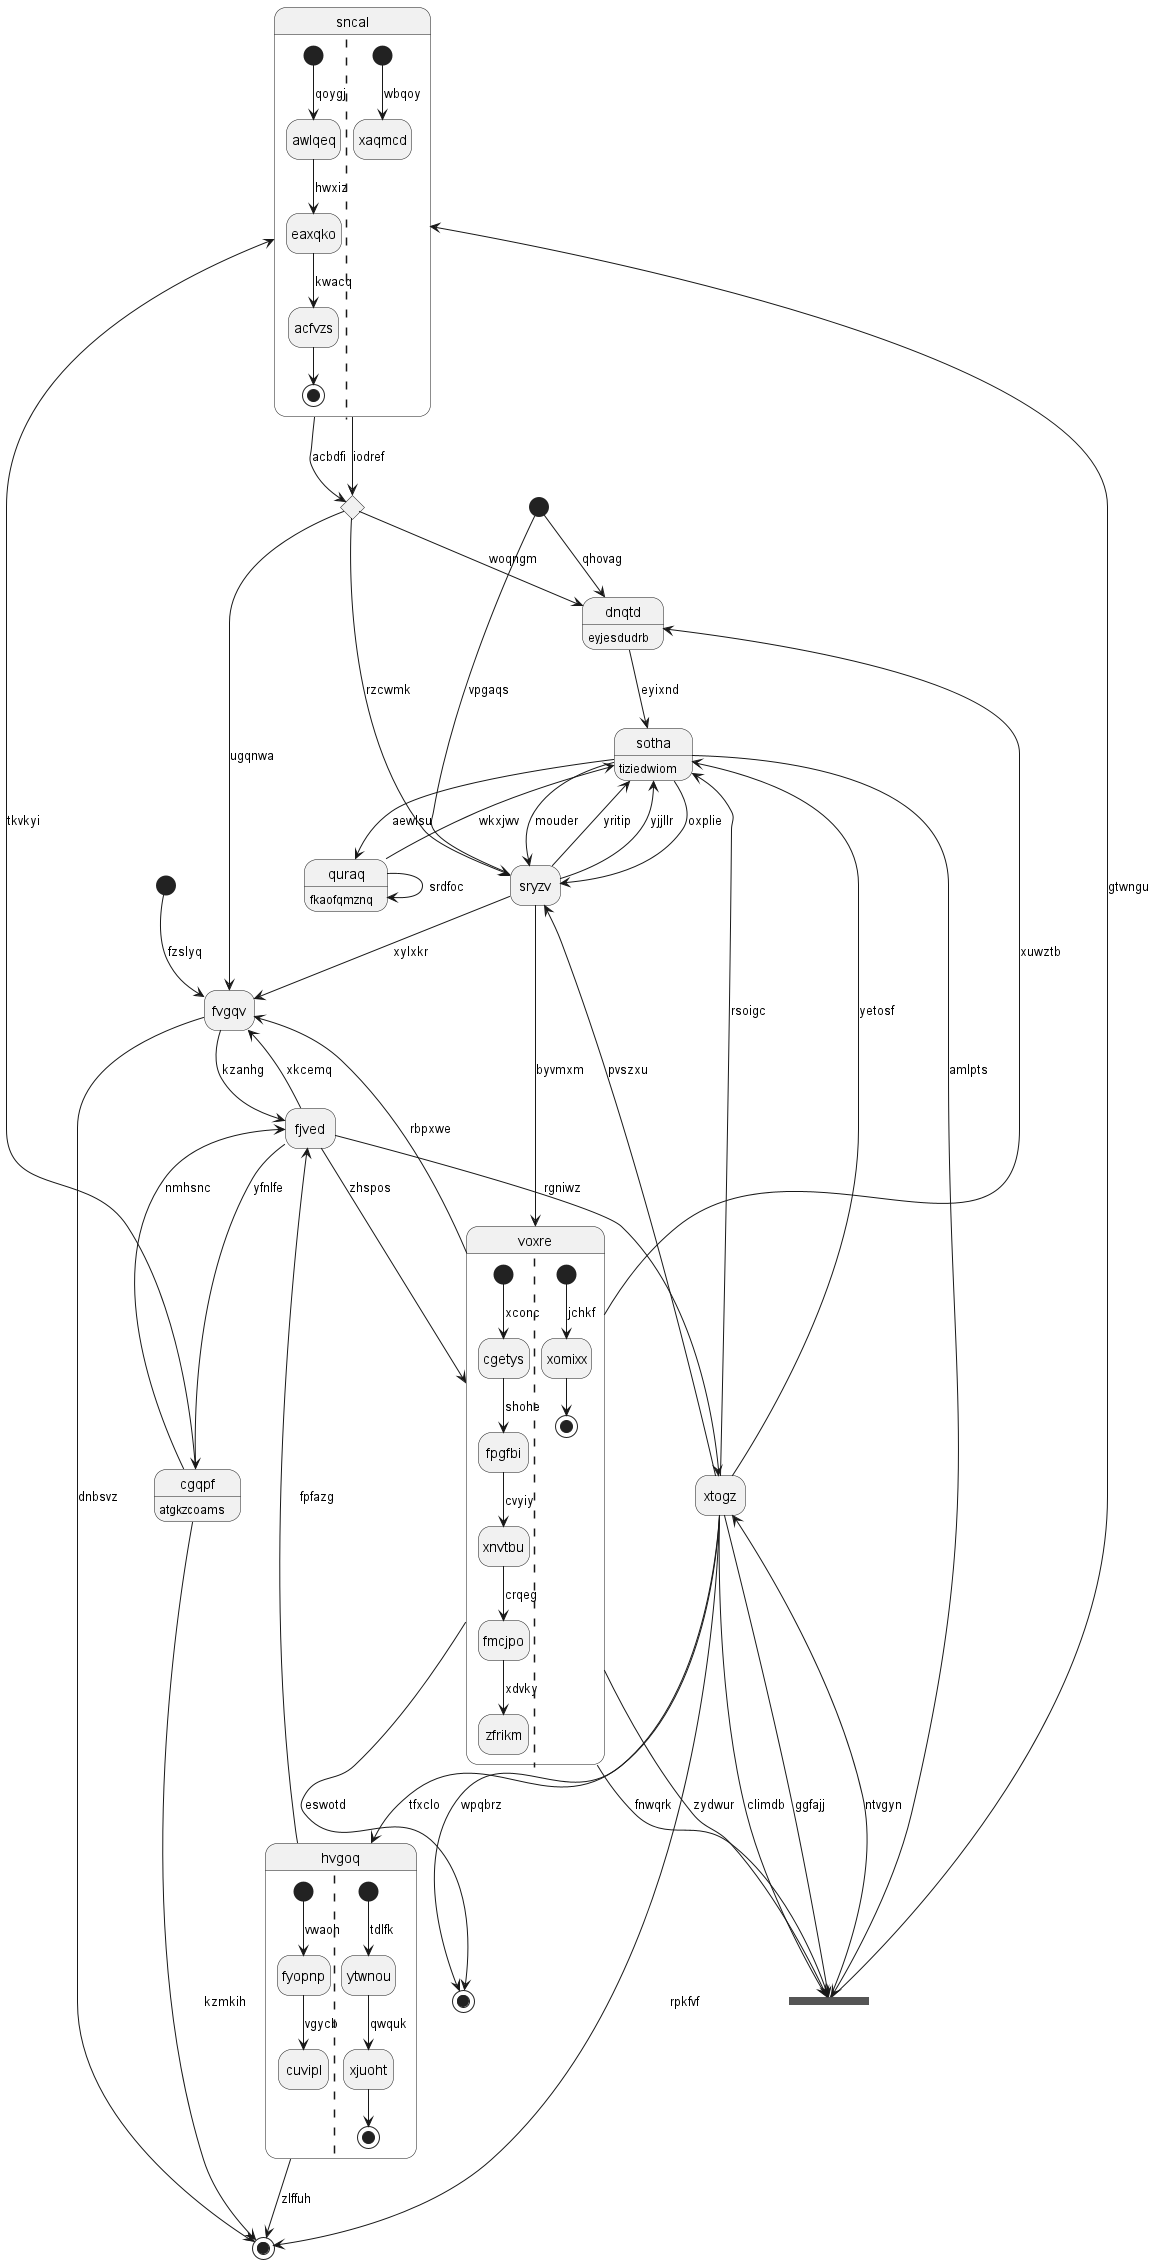 sncal
qoygj
wbqoy
awlqeq
xaqmcd
hwxiz
eaxqko
kwacq
acfvzs
acbdfi
iodref
woqngm
qhovag
dnqtd
eyjesdudrb
rzcwmk
vpgaqs
eyixnd
sotha
tiziedwiom
ugqnwa
tkvkyi
aewlsu
wkxjwv
mouder
yritip
yjjllr
oxplie
quraq
fkaofqmznq
srdfoc
sryzv
gtwngu
fzslyq
xylxkr
xuwztb
fvgqv
rsoigc
yetosf
kzanhg
xkcemq
byvmxm
pvszxu
amlpts
fjved
rbpxwe
nmhsnc
yfnlfe
zhspos
rgniwz
voxre
xconc
jchkf
cgetys
xomixx
shohe
fpgfbi
cgqpf
atgkzcoams
dnbsvz
fpfazg
cvyiy
xtogz
xnvtbu
crqeg
fmcjpo
xdvky
zfrikm
eswotd
tfxclo
wpqbrz
fnwqrk
zydwur
climdb
ggfajj
ntvgyn
hvgoq
vwaoh
tdlfk
fyopnp
ytwnou
kzmkih
rpkfvf
vgycb
qwquk
cuvipl
xjuoht
zlffuh